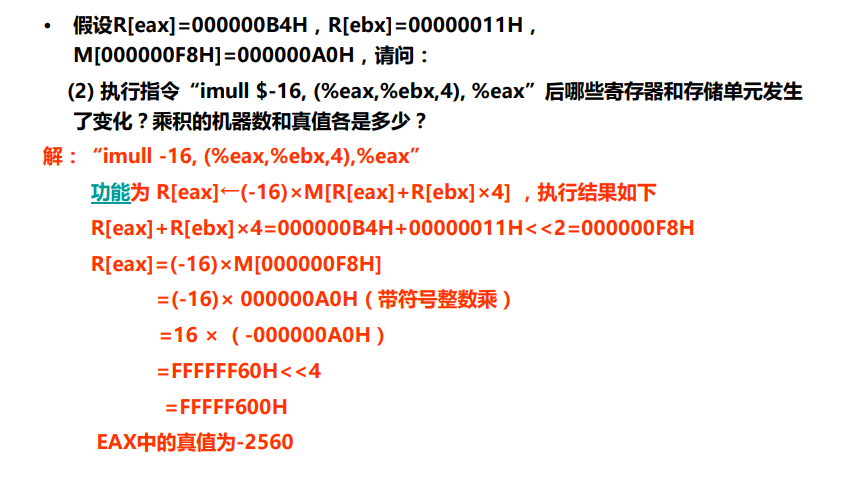 • 假设R[eax]=000000B4H，R[ebx]=00000011H，
M[000000F8H]=000000A0H，请问：
(2) 执行指令“imull $-16, (%eax,%ebx,4), %eax”后哪些寄存器和存储单元发生
了变化？乘积的机器数和真值各是多少？
解：“imull -16, (%eax,%ebx,4),%eax”
功能为 R[eax]←(-16)×M[R[eax]+R[ebx]×4] ，执行结果如下
R[eax]+R[ebx]×4=000000B4H+00000011H<<2=000000F8H
R[eax]=(-16)×M[000000F8H]
=(-16)× 000000A0H（带符号整数乘）
=16 ×（-000000A0H）
=FFFFFF60H<<4
=FFFFF600H
EAX中的真值为-2560